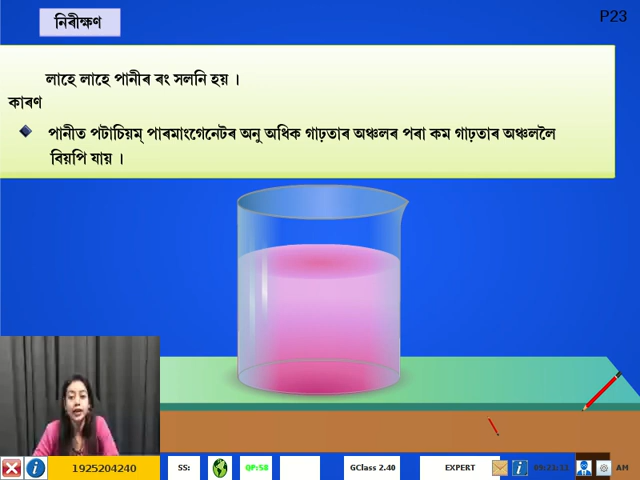 নিৰীক্ষণ
P23
লাহে লাহে পানীৰ ৰং সলনি হয় ।
কাৰণ
পানীত পটাচিয়ম্ পাৰমাংগেনেটৰ অনু অধিক গাঢ়তাৰ অঞ্চলৰ পৰা কম গাঢ়তাৰ অঞ্চললৈ
বিয়পি যায় ।
1925204240
SS:
QP:58
GClass 2.40
EXPERT
AM